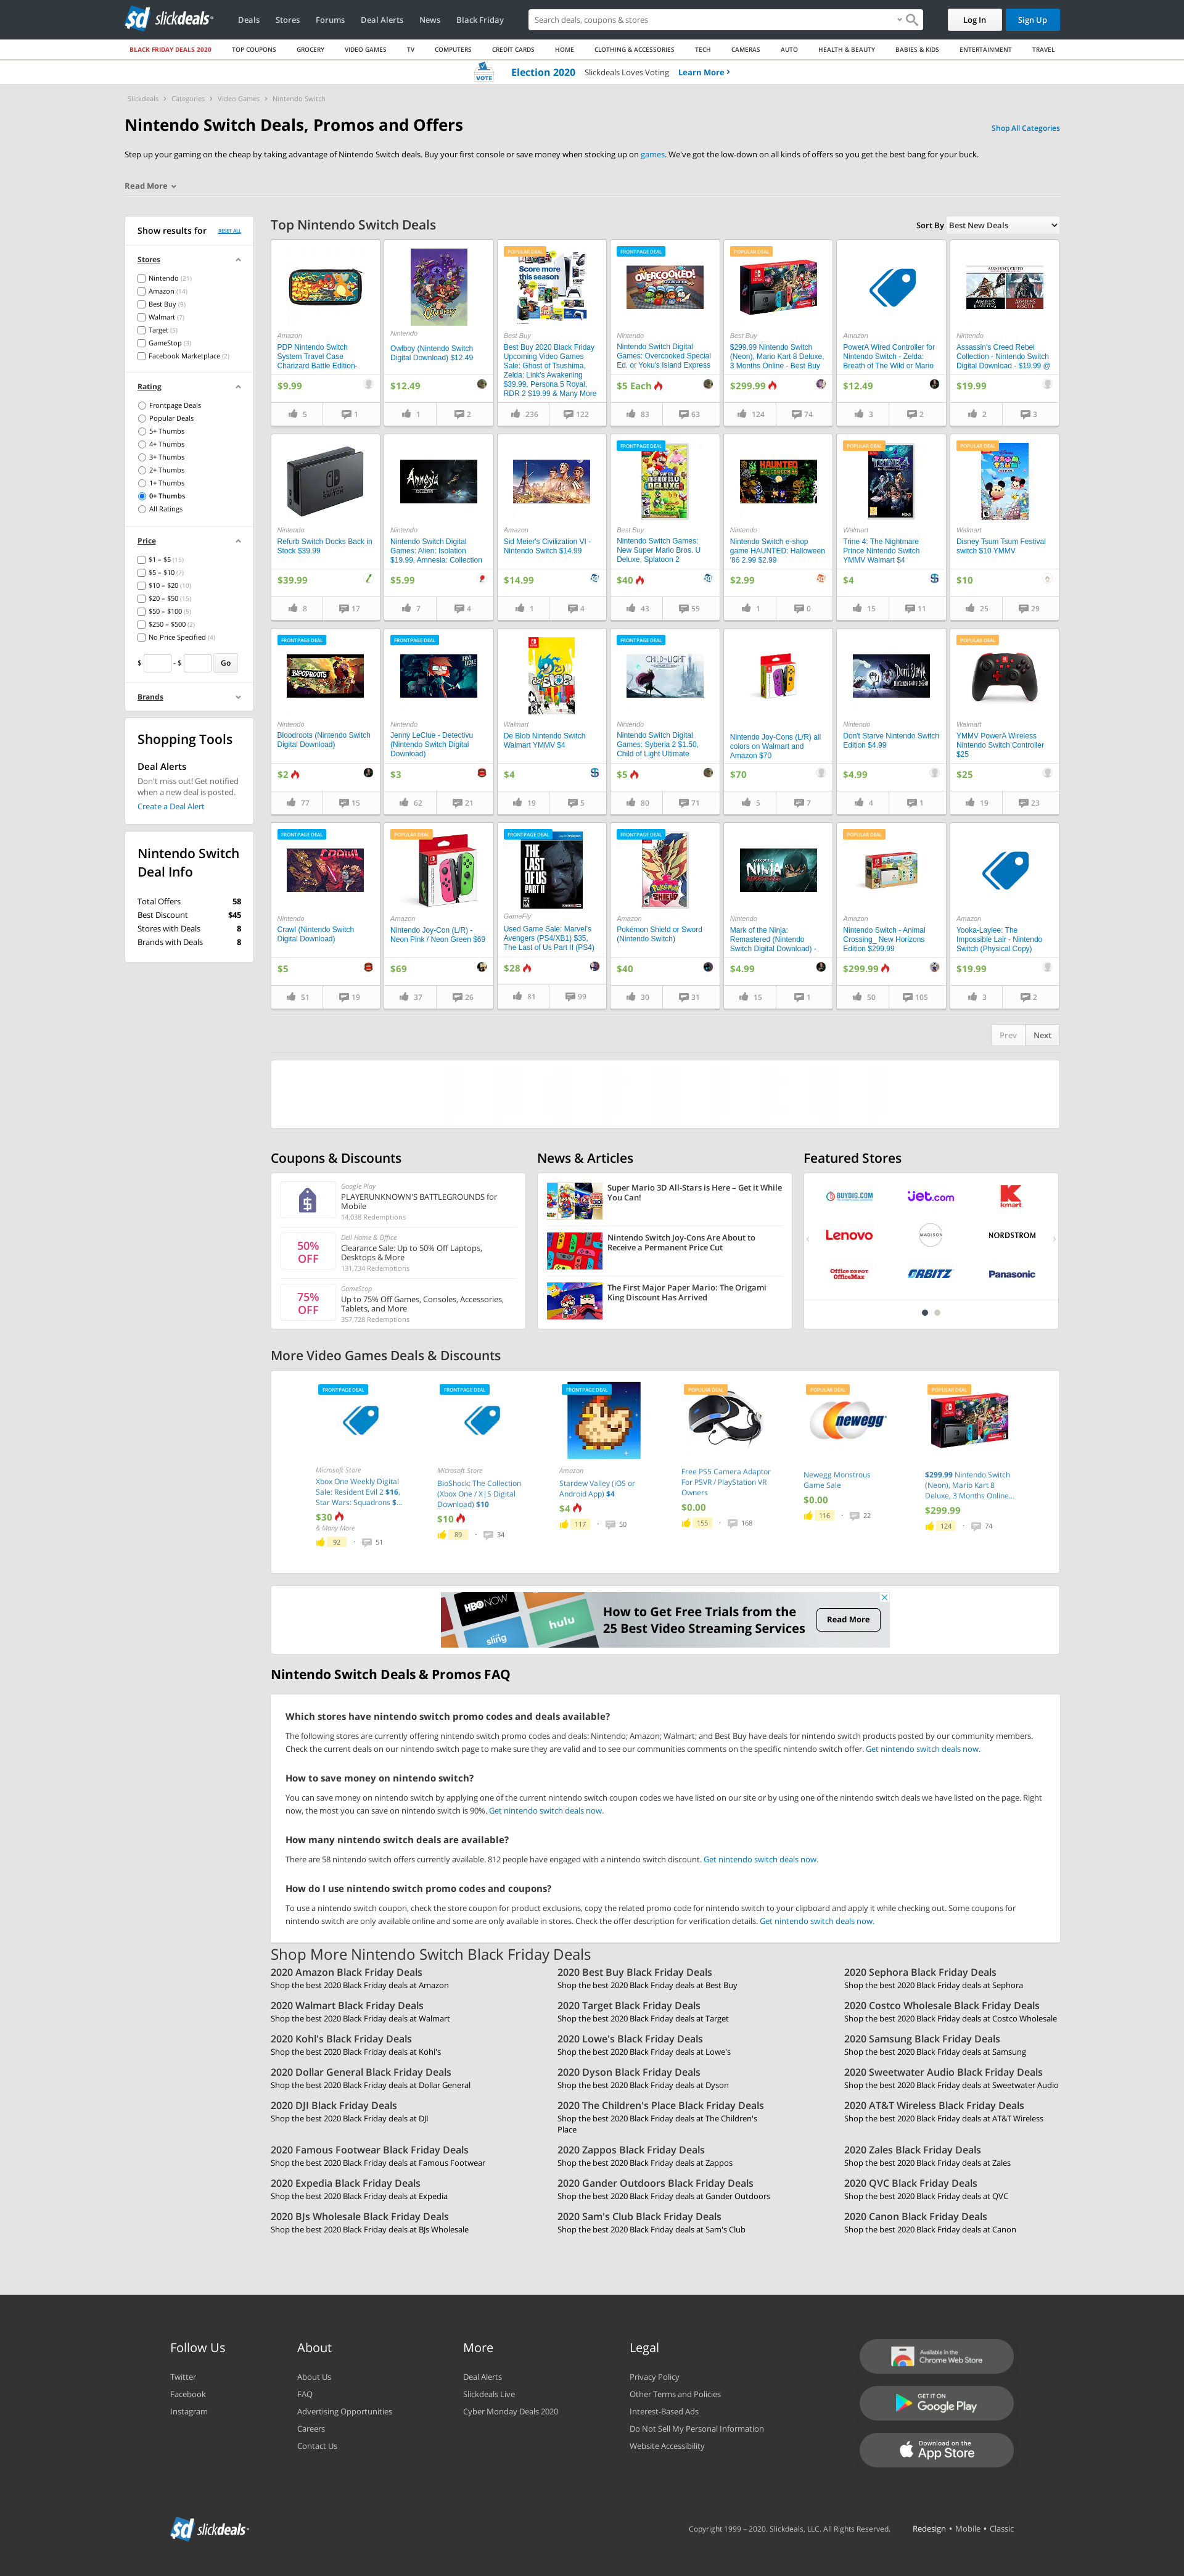 slickdeals
Deals
Stores
Forums
Deal Alerts
News
Black Friday
Search deals, coupons & stores
Log In
Sign Up
BLACK FRIDAY DEALS 2020
TOP COUPONS
GROCERY
VIDEO GAMES
TV
COMPUTERS
CREDIT CARDS
HOME
CLOTHING & ACCESSORIES
TECH
CAMERAS
AUTO
HEALTH & BEAUTY
BABIES & KIDS
ENTERTAINMENT
TRAVEL
VOTE
Election 2020
Slickdeals Loves Voting
Learn More
Slickdeals
Categories
Video Games
Nintendo Switch
Nintendo Switch Deals, Promos and Offers
Shop All Categories
Step up your gaming on the cheap by taking advantage of Nintendo Switch deals. Buy your first console or save money when stocking up on games. We've got the low-down on all kinds of offers so you get the best bang for your buck.
Read More
Show results for
RESET ALL
Stores
Nintendo (21)
Amazon (14)
Best Buy (9)
Walmart (7)
Target (5)
GameStop (3)
Facebook Marketplace (2)
Rating
Frontpage Deals
Popular Deals
5+ Thumbs
4+ Thumbs
3+ Thumbs
2+ Thumbs
1+ Thumbs
0+ Thumbs
All Ratings
Price
$1 – $5 (15)
$5 – $10 (7)
$10 – $20 (10)
$20 – $50 (15)
$50 – $100 (5)
$250 – $500 (2)
No Price Specified (4)
$ - $ Go
Brands
Shopping Tools
Deal Alerts
Don't miss out! Get notified
when a new deal is posted.
Create a Deal Alert
Nintendo Switch
Deal Info
Total Offers 58
Best Discount $45
Stores with Deals 8
Brands with Deals 8
Top Nintendo Switch Deals
Sort By Best New Deals
Amazon
PDP Nintendo Switch
System Travel Case
Charizard Battle Edition-
$9.99
5
1
Nintendo
Owlboy (Nintendo Switch
Digital Download) $12.49
$12.49
1
2
POPULAR DEAL
Score more
this season
Best Buy
Best Buy 2020 Black Friday
Upcoming Video Games
Sale: Ghost of Tsushima,
Zelda: Link's Awakening
$39.99, Persona 5 Royal,
RDR 2 $19.99 & Many More
236
122
FRONTPAGE DEAL
OVERCOOKED!
Nintendo
Nintendo Switch Digital
Games: Overcooked Special
Ed. or Yoku's Island Express
$5 Each
83
63
POPULAR DEAL
Best Buy
$299.99 Nintendo Switch
(Neon), Mario Kart 8 Deluxe,
3 Months Online - Best Buy
$299.99
124
74
Amazon
PowerA Wired Controller for
Nintendo Switch - Zelda:
Breath of The Wild or Mario
$12.49
3
2
Nintendo
Assassin's Creed Rebel
Collection - Nintendo Switch
Digital Download - $19.99 @
$19.99
2
3
Nintendo
Refurb Switch Docks Back in
Stock $39.99
$39.99
8
17
Amnesia
Nintendo
Nintendo Switch Digital
Games: Alien: Isolation
$19.99, Amnesia: Collection
$5.99
7
4
Amazon
Sid Meier's Civilization VI -
Nintendo Switch $14.99
$14.99
1
4
FRONTPAGE DEAL
Best Buy
Nintendo Switch Games:
New Super Mario Bros. U
Deluxe, Splatoon 2
$40
43
55
HAUNTED
Nintendo
Nintendo Switch e-shop
game HAUNTED: Halloween
'86 2.99 $2.99
$2.99
1
0
POPULAR DEAL
Walmart
Trine 4: The Nightmare
Prince Nintendo Switch
YMMV Walmart $4
$4
15
11
POPULAR DEAL
Walmart
Disney Tsum Tsum Festival
switch $10 YMMV
$10
25
29
FRONTPAGE DEAL
BLOODROOTS
Nintendo
Bloodroots (Nintendo Switch
Digital Download)
$2
77
15
FRONTPAGE DEAL
Nintendo
Jenny LeClue - Detectivu
(Nintendo Switch Digital
Download)
$3
62
21
Walmart
De Blob Nintendo Switch
Walmart YMMV $4
$4
19
5
FRONTPAGE DEAL
CHILD of LIGHT
Nintendo
Nintendo Switch Digital
Games: Syberia 2 $1.50,
Child of Light Ultimate
$5
80
71
Nintendo Joy-Cons (L/R) all
colors on Walmart and
Amazon $70
$70
5
7
Don't Starve
Nintendo
Don't Starve Nintendo Switch
Edition $4.99
$4.99
4
1
POPULAR DEAL
Walmart
YMMV PowerA Wireless
Nintendo Switch Controller
$25
$25
19
23
FRONTPAGE DEAL
CRAWL
Nintendo
Crawl (Nintendo Switch
Digital Download)
$5
51
19
POPULAR DEAL
Amazon
Nintendo Joy-Con (L/R) -
Neon Pink / Neon Green $69
$69
37
26
FRONTPAGE DEAL
THE
LAST
OF US
PART II
GameFly
Used Game Sale: Marvel's
Avengers (PS4/XB1) $35,
The Last of Us Part II (PS4)
$28
81
99
FRONTPAGE DEAL
Amazon
Pokémon Shield or Sword
(Nintendo Switch)
$40
30
31
NINJA
Nintendo
Mark of the Ninja:
Remastered (Nintendo
Switch Digital Download) -
$4.99
15
1
POPULAR DEAL
Amazon
Nintendo Switch - Animal
Crossing_ New Horizons
Edition $299.99
$299.99
50
105
Amazon
Yooka-Laylee: The
Impossible Lair - Nintendo
Switch (Physical Copy)
$19.99
3
2
Prev
Next
Coupons & Discounts
Google Play
PLAYERUNKNOWN'S BATTLEGROUNDS for
Mobile
14,038 Redemptions
50%
OFF
Dell Home & Office
Clearance Sale: Up to 50% Off Laptops,
Desktops & More
131,734 Redemptions
75%
OFF
GameStop
Up to 75% Off Games, Consoles, Accessories,
Tablets, and More
357,728 Redemptions
News & Articles
Super Mario 3D All-Stars is Here – Get it While
You Can!
Nintendo Switch Joy-Cons Are About to
Receive a Permanent Price Cut
The First Major Paper Mario: The Origami
King Discount Has Arrived
Featured Stores
BUYDIG.COM
Jet.com
Kmart
Lenovo
MADISON
NORDSTROM
Office DEPOT
OfficeMax
ORBITZ
Panasonic
More Video Games Deals & Discounts
FRONTPAGE DEAL
Microsoft Store
Xbox One Weekly Digital
Sale: Resident Evil 2 $16,
Star Wars: Squadrons $...
$30
& Many More
92
51
FRONTPAGE DEAL
Microsoft Store
BioShock: The Collection
(Xbox One / X|S Digital
Download) $10
$10
89
34
FRONTPAGE DEAL
Amazon
Stardew Valley (iOS or
Android App) $4
$4
117
50
POPULAR DEAL
Free PS5 Camera Adaptor
For PSVR / PlayStation VR
Owners
$0.00
155
168
POPULAR DEAL
newegg
Newegg Monstrous
Game Sale
$0.00
116
22
POPULAR DEAL
$299.99 Nintendo Switch
(Neon), Mario Kart 8
Deluxe, 3 Months Online...
$299.99
124
74
HBO NOW
hulu
sling
How to Get Free Trials from the
25 Best Video Streaming Services
Read More
Nintendo Switch Deals & Promos FAQ
Which stores have nintendo switch promo codes and deals available?
The following stores are currently offering nintendo switch promo codes and deals: Nintendo; Amazon; Walmart; and Best Buy have deals for nintendo switch products posted by our community members.
Check the current deals on our nintendo switch page to make sure they are valid and to see our communities comments on the specific nintendo switch offer. Get nintendo switch deals now.
How to save money on nintendo switch?
You can save money on nintendo switch by applying one of the current nintendo switch coupon codes we have listed on our site or by using one of the nintendo switch deals we have listed on the page. Right
now, the most you can save on nintendo switch is 90%. Get nintendo switch deals now.
How many nintendo switch deals are available?
There are 58 nintendo switch offers currently available. 812 people have engaged with a nintendo switch discount. Get nintendo switch deals now.
How do I use nintendo switch promo codes and coupons?
To use a nintendo switch coupon, check the store coupon for product exclusions, copy the related promo code for nintendo switch to your clipboard and apply it while checking out. Some coupons for
nintendo switch are only available online and some are only available in stores. Check the offer description for verification details. Get nintendo switch deals now.
Shop More Nintendo Switch Black Friday Deals
2020 Amazon Black Friday Deals
Shop the best 2020 Black Friday deals at Amazon
2020 Best Buy Black Friday Deals
Shop the best 2020 Black Friday deals at Best Buy
2020 Sephora Black Friday Deals
Shop the best 2020 Black Friday deals at Sephora
2020 Walmart Black Friday Deals
Shop the best 2020 Black Friday deals at Walmart
2020 Target Black Friday Deals
Shop the best 2020 Black Friday deals at Target
2020 Costco Wholesale Black Friday Deals
Shop the best 2020 Black Friday deals at Costco Wholesale
2020 Kohl's Black Friday Deals
Shop the best 2020 Black Friday deals at Kohl's
2020 Lowe's Black Friday Deals
Shop the best 2020 Black Friday deals at Lowe's
2020 Samsung Black Friday Deals
Shop the best 2020 Black Friday deals at Samsung
2020 Dollar General Black Friday Deals
Shop the best 2020 Black Friday deals at Dollar General
2020 Dyson Black Friday Deals
Shop the best 2020 Black Friday deals at Dyson
2020 Sweetwater Audio Black Friday Deals
Shop the best 2020 Black Friday deals at Sweetwater Audio
2020 DJI Black Friday Deals
Shop the best 2020 Black Friday deals at DJI
2020 The Children's Place Black Friday Deals
Shop the best 2020 Black Friday deals at The Children's
Place
2020 AT&T Wireless Black Friday Deals
Shop the best 2020 Black Friday deals at AT&T Wireless
2020 Famous Footwear Black Friday Deals
Shop the best 2020 Black Friday deals at Famous Footwear
2020 Zappos Black Friday Deals
Shop the best 2020 Black Friday deals at Zappos
2020 Zales Black Friday Deals
Shop the best 2020 Black Friday deals at Zales
2020 Expedia Black Friday Deals
Shop the best 2020 Black Friday deals at Expedia
2020 Gander Outdoors Black Friday Deals
Shop the best 2020 Black Friday deals at Gander Outdoors
2020 QVC Black Friday Deals
Shop the best 2020 Black Friday deals at QVC
2020 BJs Wholesale Black Friday Deals
Shop the best 2020 Black Friday deals at BJs Wholesale
2020 Sam's Club Black Friday Deals
Shop the best 2020 Black Friday deals at Sam's Club
2020 Canon Black Friday Deals
Shop the best 2020 Black Friday deals at Canon
Follow Us
Twitter
Facebook
Instagram
About
About Us
FAQ
Advertising Opportunities
Careers
Contact Us
More
Deal Alerts
Slickdeals Live
Cyber Monday Deals 2020
Legal
Privacy Policy
Other Terms and Policies
Interest-Based Ads
Do Not Sell My Personal Information
Website Accessibility
Available in the
Chrome Web Store
GET IT ON
Google Play
Download on the
App Store
slickdeals
Copyright 1999 – 2020. Slickdeals, LLC. All Rights Reserved.
Redesign • Mobile • Classic